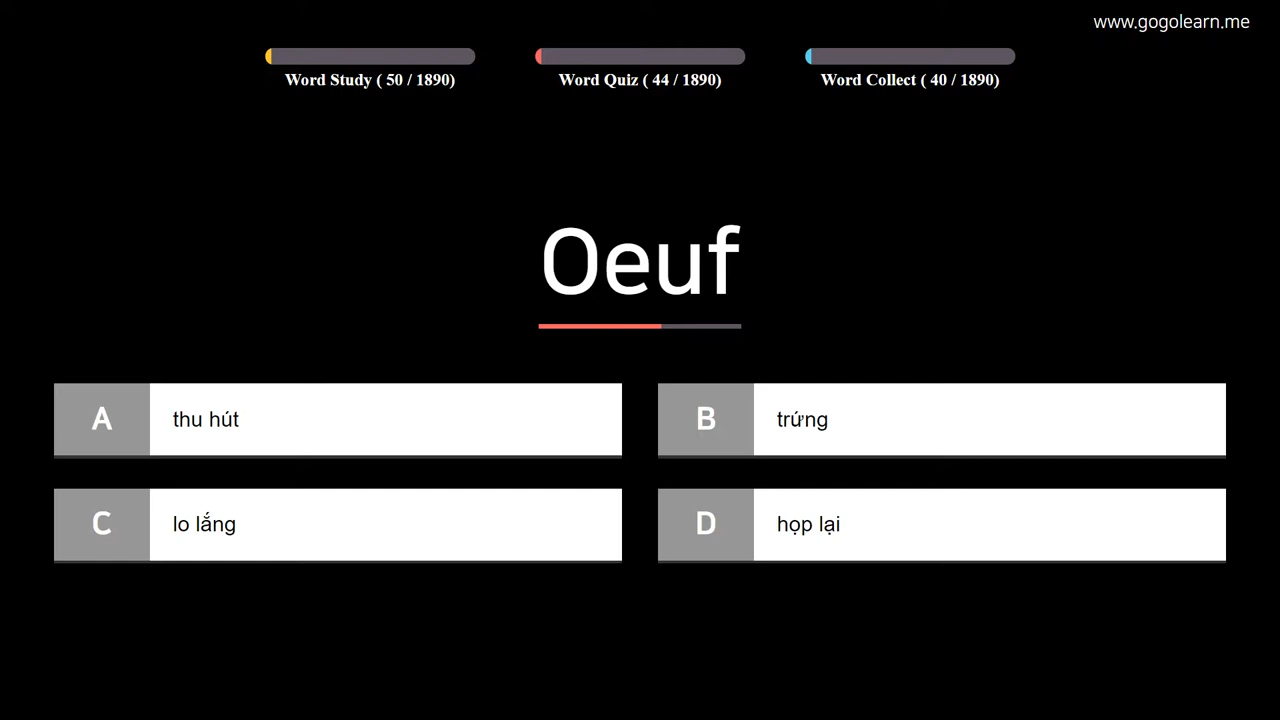 www.gogolearn.me
Word Study ( 50 / 1890)
Word Quiz ( 44 / 1890)
Word Collect ( 40 / 1890)
Oeuf
A thu hút
B trứng
C lo lắng
D họp lại